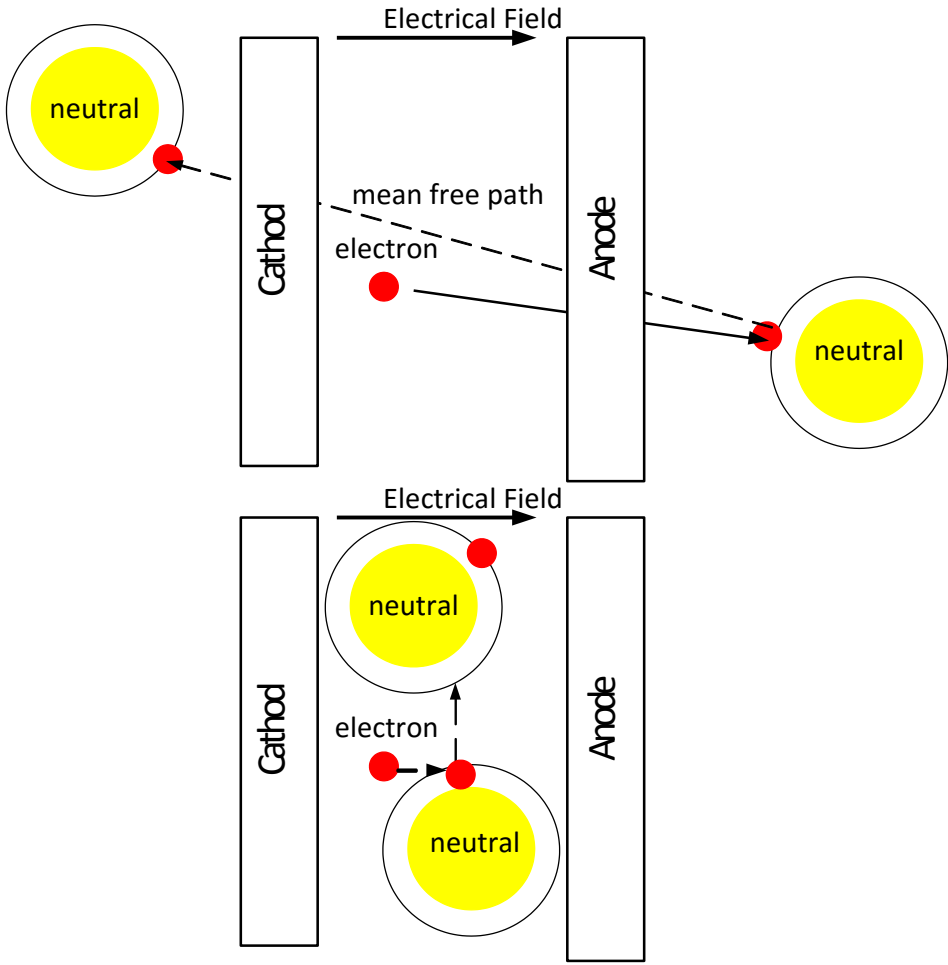 Electrical Field
neutral
Cathod
mean free path
electron
Anode
neutral
Electrical Field
neutral
Cathod
electron
Anode
neutral